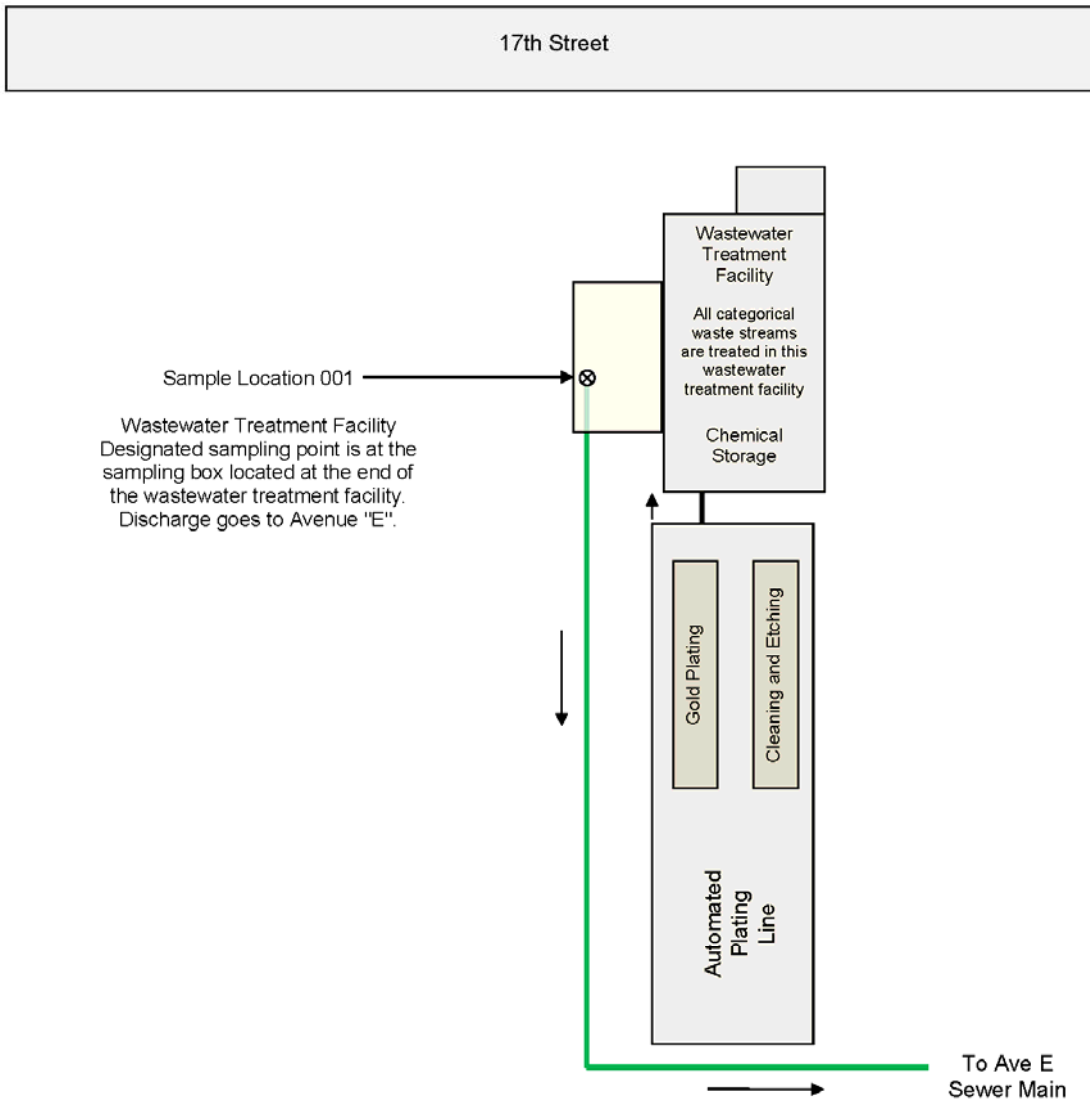 17th Street
Wastewater
Treatment
Facility
All categorical
waste streams
are treated in this
wastewater
treatment facility
Chemical
Storage
Sample Location 001
Wastewater Treatment Facility
Designated sampling point is at the
sampling box located at the end of
the wastewater treatment facility.
Discharge goes to Avenue "E".
Gold Plating
Cleaning and Etching
Automated
Plating
Line
To Ave E
Sewer Main